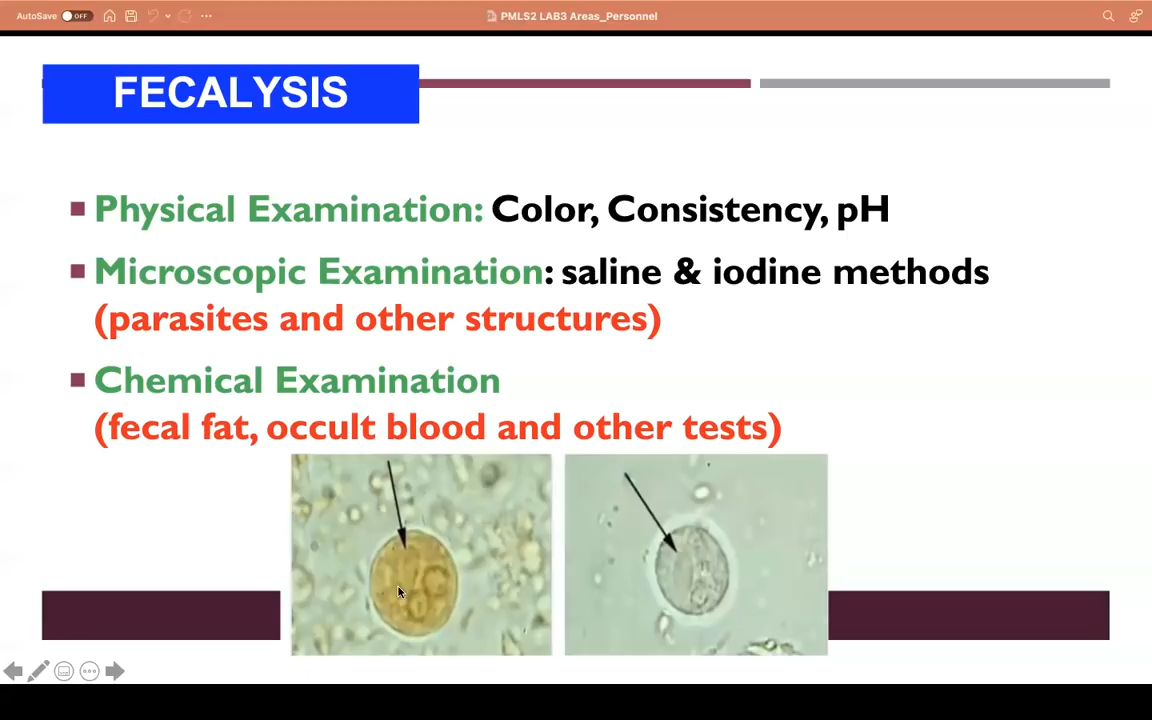 AutoSave OFF
PMLS2 LAB3 Areas_Personnel
FECALYSIS
Physical Examination: Color, Consistency, pH
Microscopic Examination: saline & iodine methods
(parasites and other structures)
Chemical Examination
(fecal fat, occult blood and other tests)